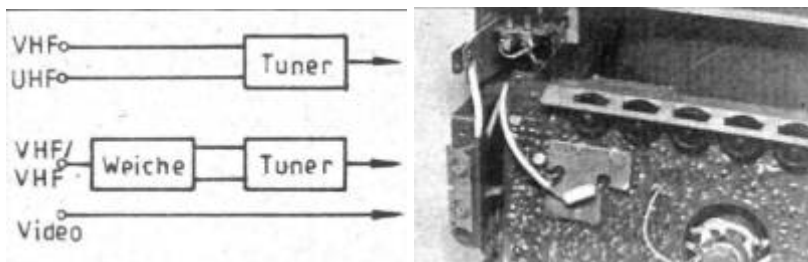 VHF
UHF
Tuner
VHF/
VHF
Weiche
Tuner
Video